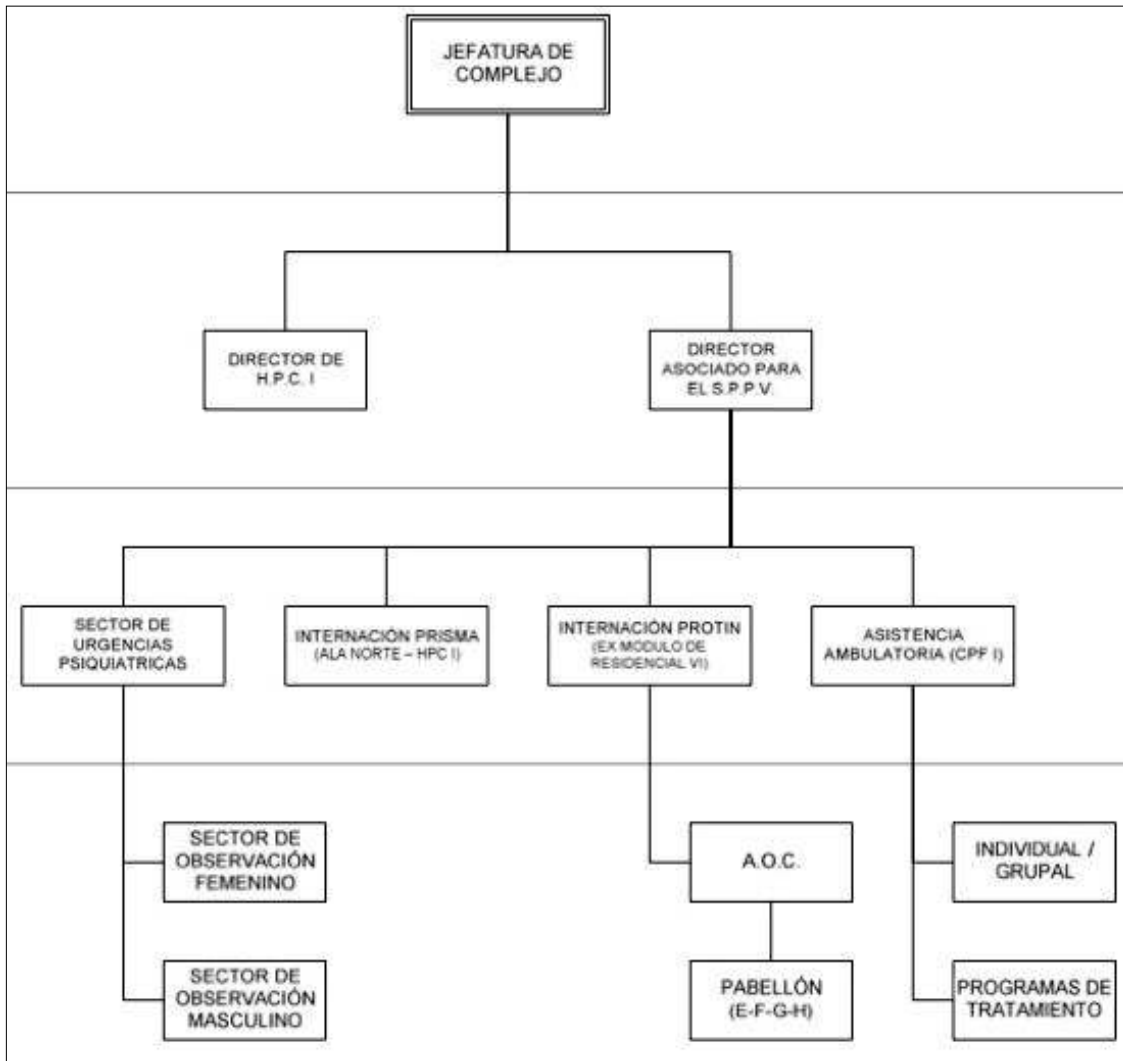 JEFATURA DE
COMPLEJO
DIRECTOR DE
H.P.C. I
DIRECTOR
ASOCIADO PARA
EL S.P.P.V.
SECTOR DE
URGENCIAS
PSIQUIATRICAS
INTERNACIÓN PRISMA
(ALA NORTE – HPC I)
INTERNACIÓN PROTIN
(EX MODULO DE
RESIDENCIAL VI)
ASISTENCIA
AMBULATORIA (CPF I)
SECTOR DE
OBSERVACIÓN
FEMENINO
A.O.C.
INDIVIDUAL /
GRUPAL
SECTOR DE
OBSERVACIÓN
MASCULINO
PABELLÓN
(E-F-G-H)
PROGRAMAS DE
TRATAMIENTO